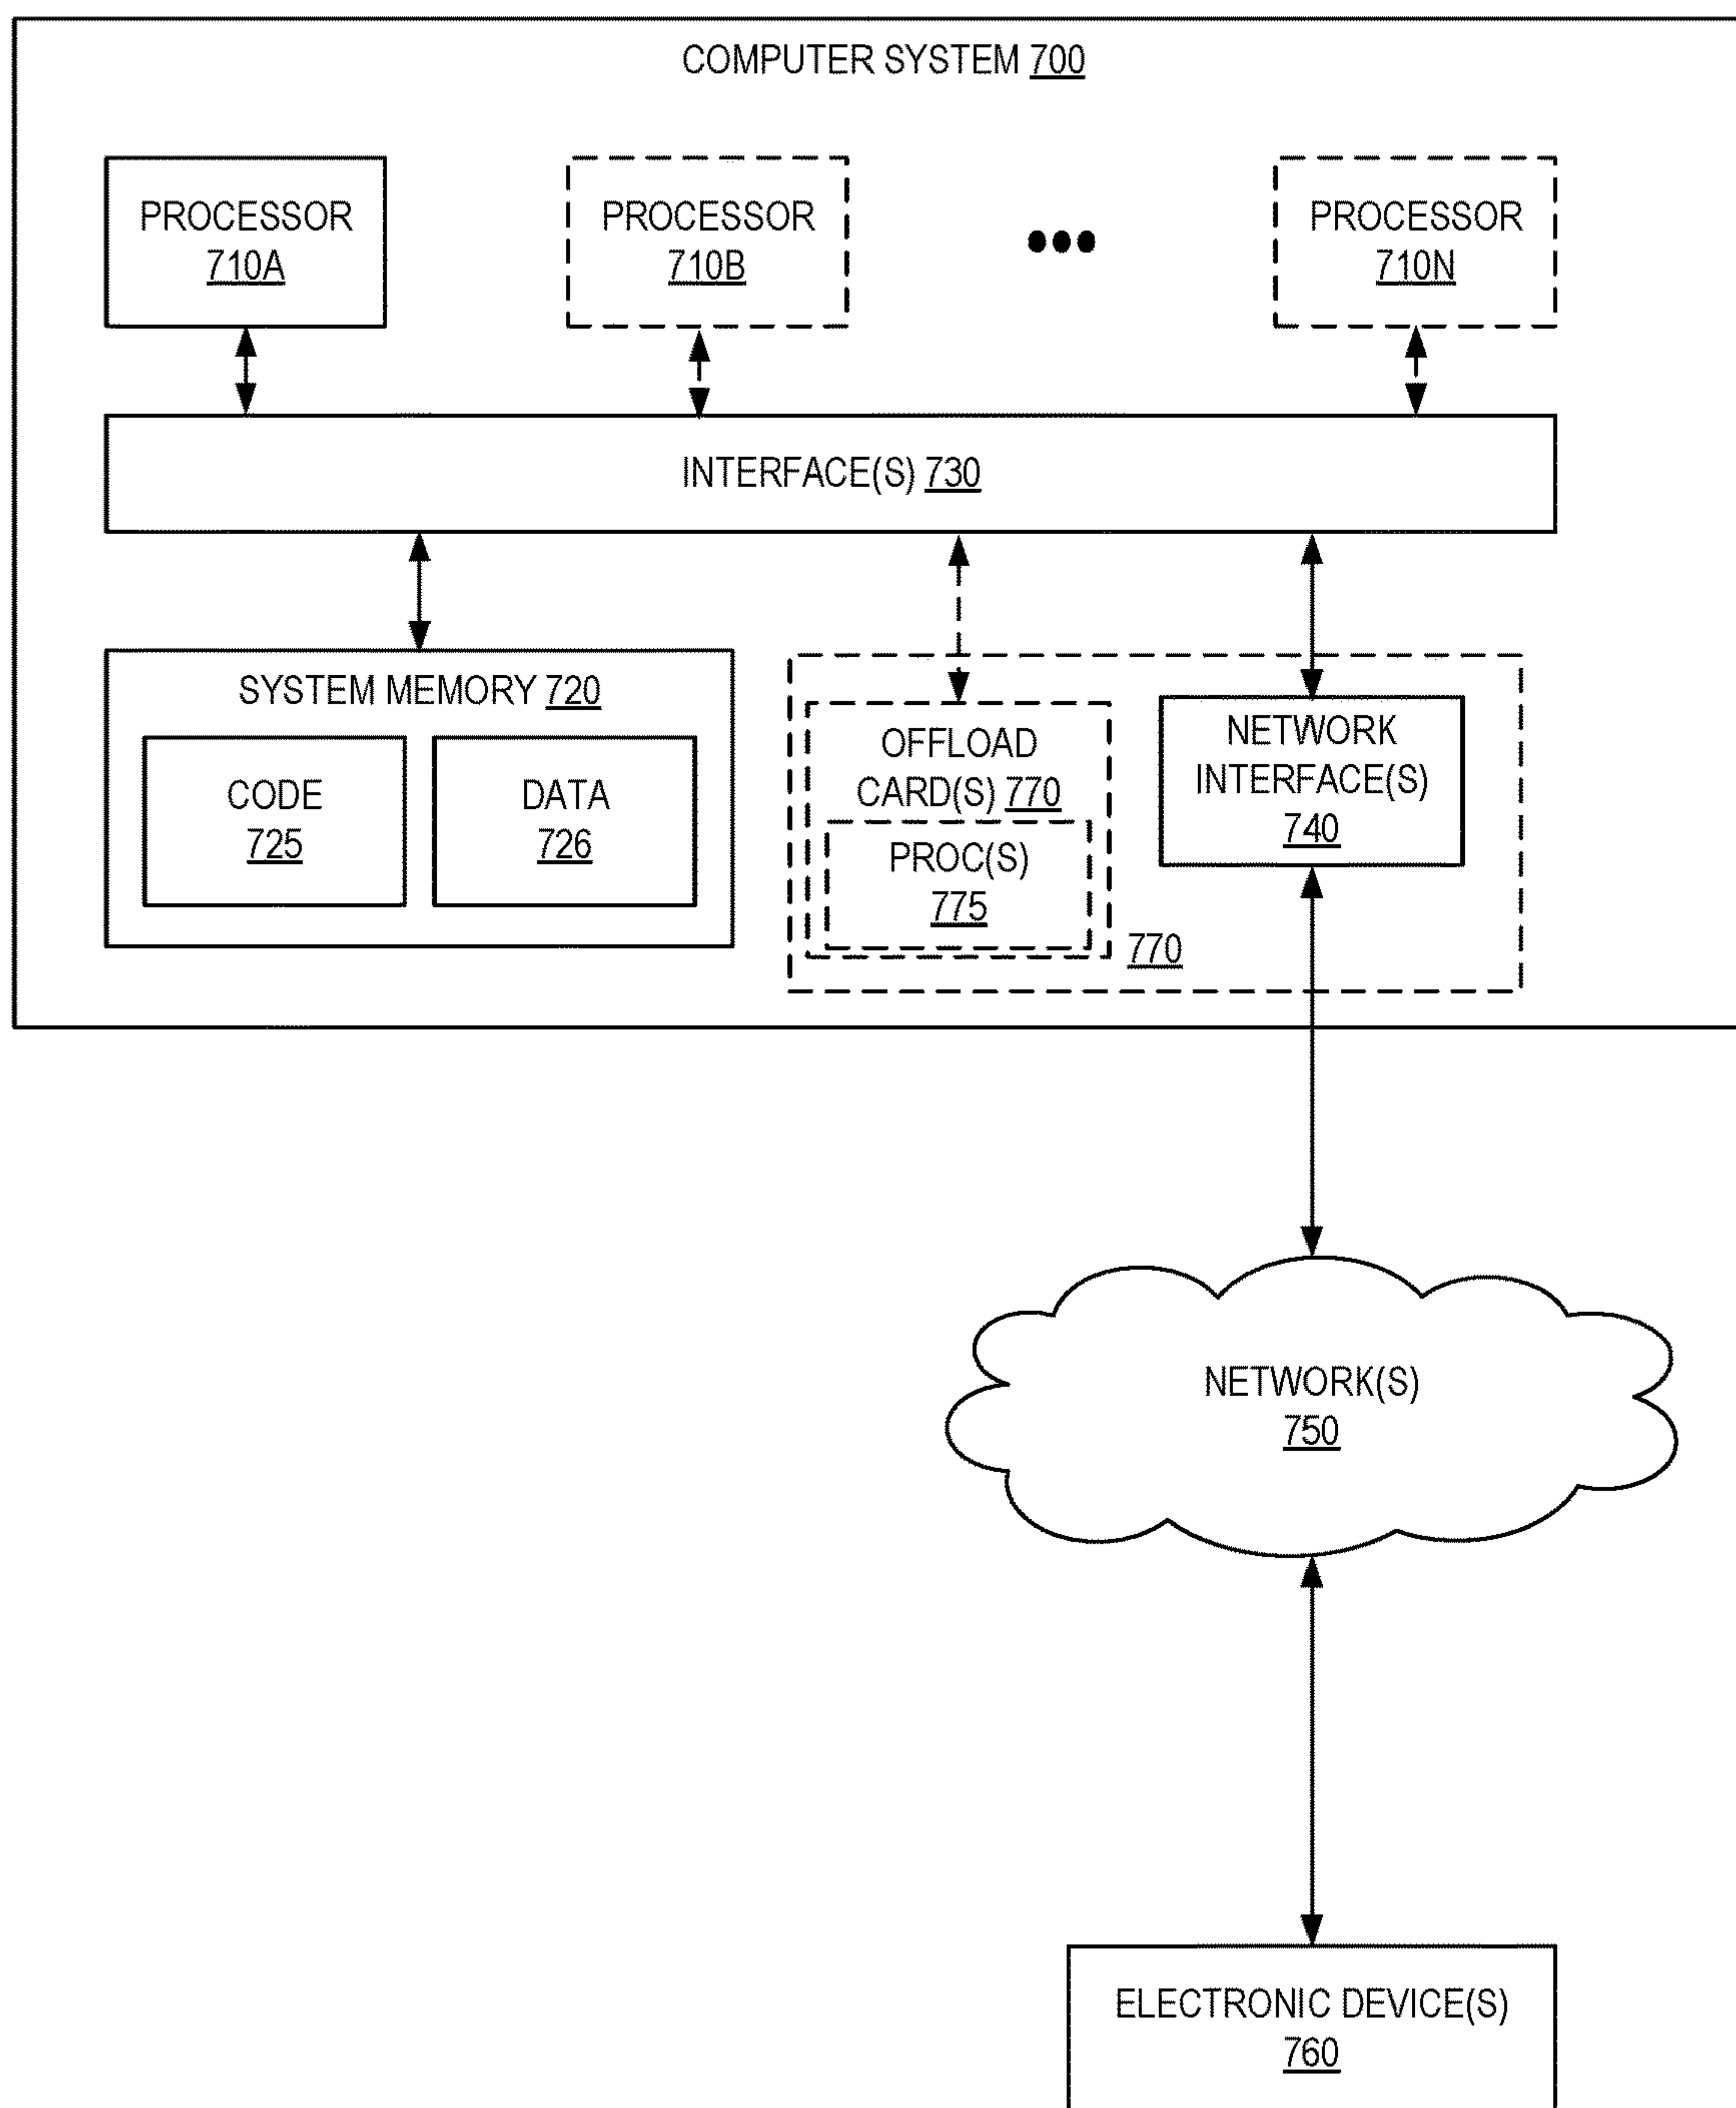 COMPUTER SYSTEM 700
PROCESSOR
710A
PROCESSOR
710B
PROCESSOR
710N
INTERFACE(S) 730
SYSTEM MEMORY 720
CODE
725
DATA
726
OFFLOAD
CARD(S) 770
PROC(S)
775
770
NETWORK
INTERFACE(S)
740
NETWORK(S)
750
ELECTRONIC DEVICE(S)
760